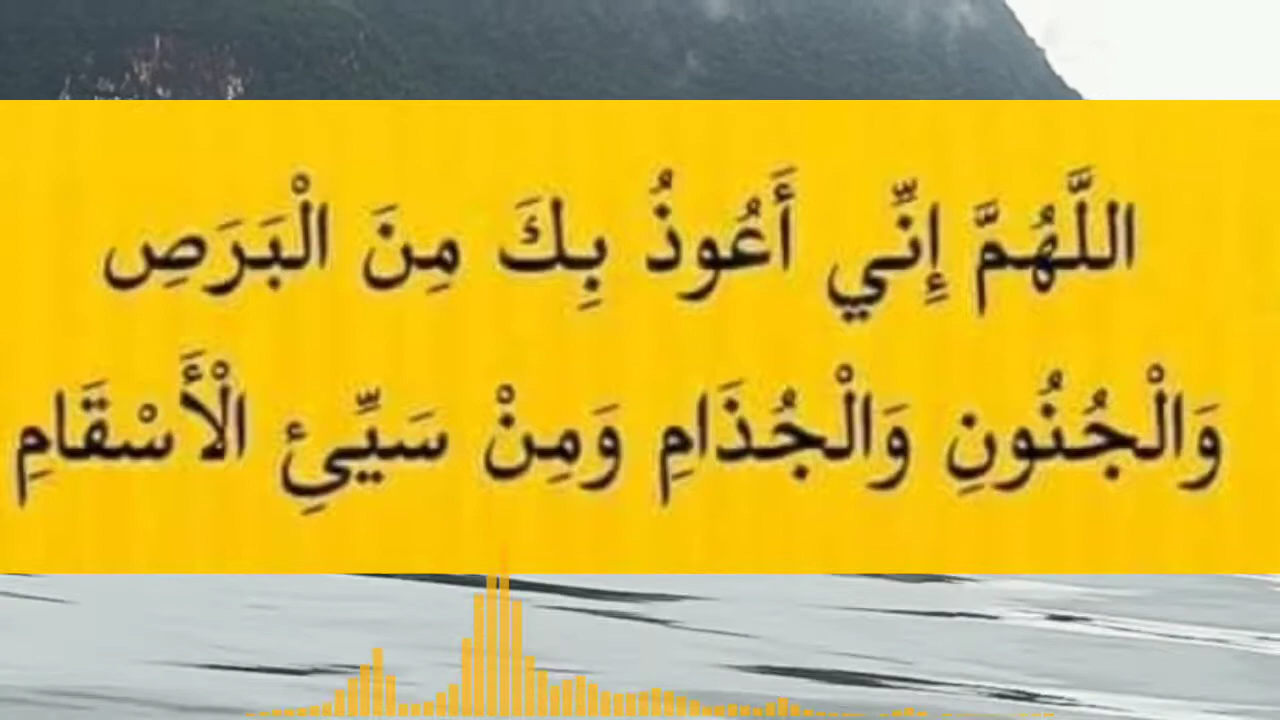 اللَّهُمَّ إِنِّي أَعُوذُ بِكَ مِنَ الْبَرَصِ
وَالْجُنُونِ وَالْجُذَامِ وَمِنْ سَيِّئِ الْأَسْقَامِ